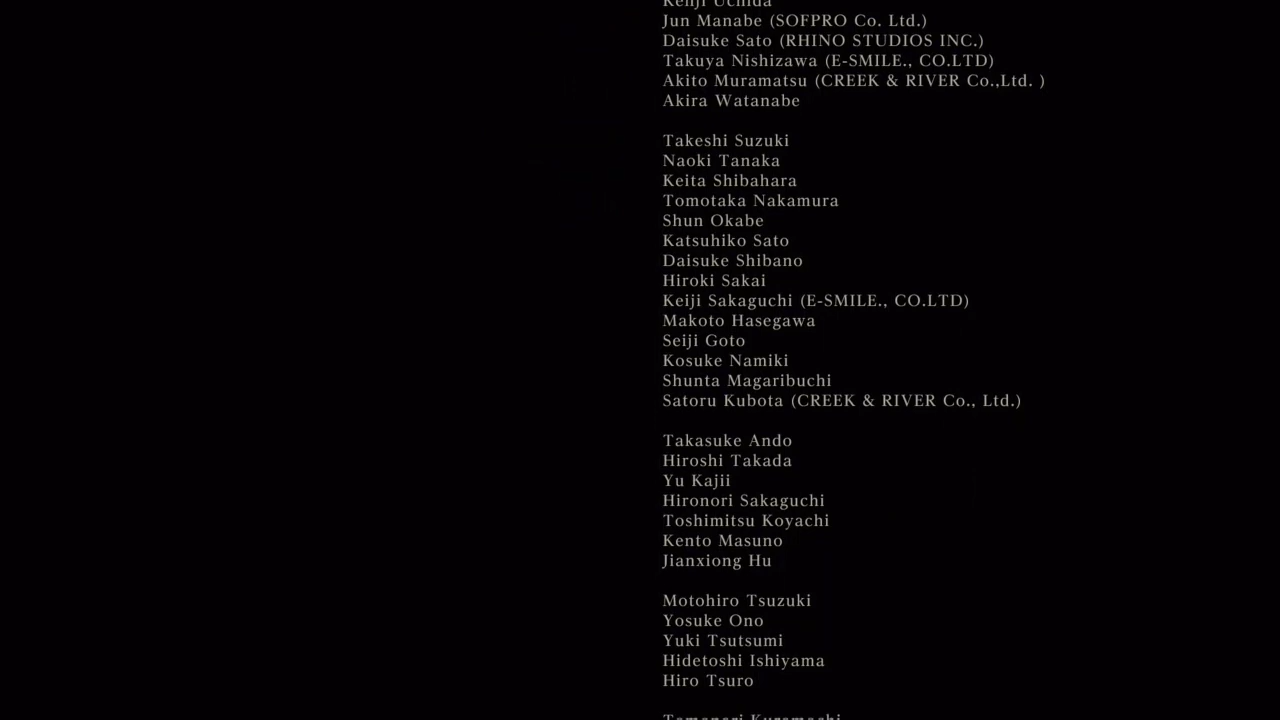 Kenji Uchida
Jun Manabe (SOFPRO Co. Ltd.)
Daisuke Sato (RHINO STUDIOS INC.)
Takuya Nishizawa (E-SMILE., CO.LTD)
Akito Muramatsu (CREEK & RIVER Co.,Ltd. )
Akira Watanabe
Takeshi Suzuki
Naoki Tanaka
Keita Shibahara
Tomotaka Nakamura
Shun Okabe
Katsuhiko Sato
Daisuke Shibano
Hiroki Sakai
Keiji Sakaguchi (E-SMILE., CO.LTD)
Makoto Hasegawa
Seiji Goto
Kosuke Namiki
Shunta Magaribuchi
Satoru Kubota (CREEK & RIVER Co., Ltd.)
Takasuke Ando
Hiroshi Takada
Yu Kajii
Hironori Sakaguchi
Toshimitsu Koyachi
Kento Masuno
Jianxiong Hu
Motohiro Tsuzuki
Yosuke Ono
Yuki Tsutsumi
Hidetoshi Ishiyama
Hiro Tsuro